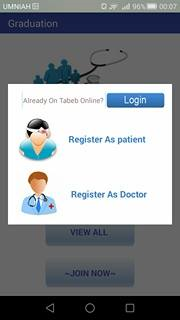 UMNIAH
96%
00:07
Graduation
Already On Tabeb Online?
Login
Register As patient
Register As Doctor
VIEW ALL
~JOIN NOW~